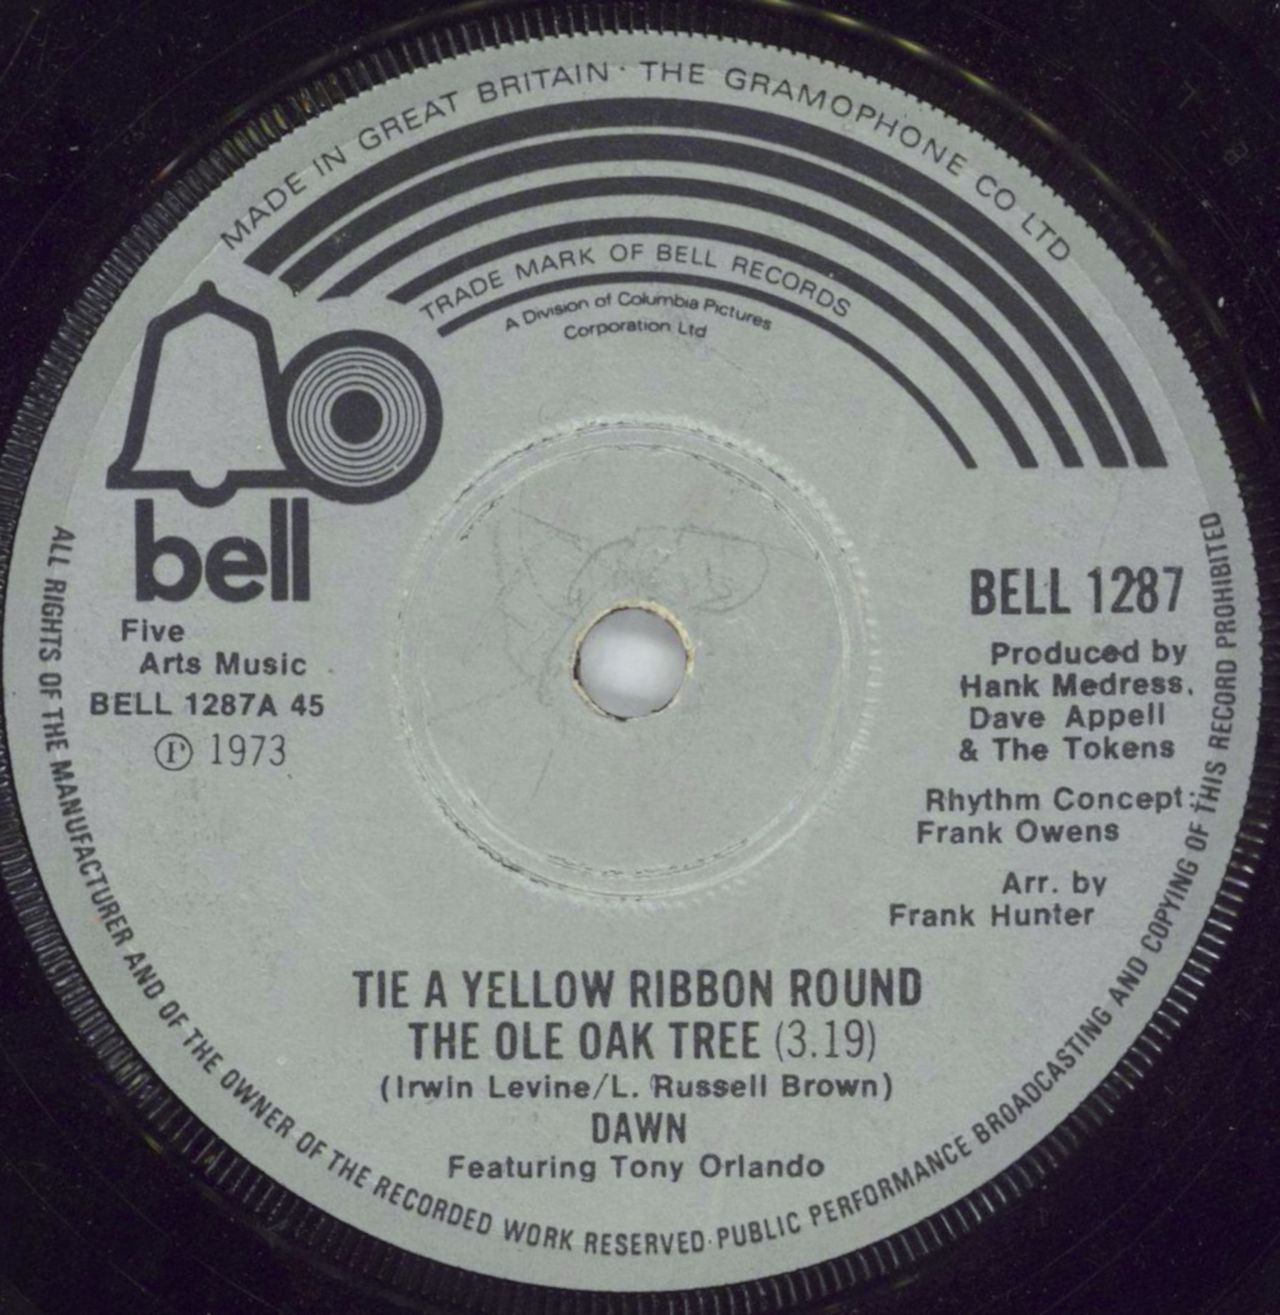 MADE IN GREAT BRITAIN · THE GRAMOPHONE CO LTD
TRADE MARK OF BELL RECORDS
A Division of Columbia Pictures
Corporation Ltd
bell
Five
Arts Music
BELL 1287A 45
Ⓟ 1973
BELL 1287
Produced by
Hank Medress,
Dave Appell
& The Tokens
Rhythm Concept:
Frank Owens
Arr. by
Frank Hunter
TIE A YELLOW RIBBON ROUND
THE OLE OAK TREE (3.19)
(Irwin Levine/L. Russell Brown)
DAWN
Featuring Tony Orlando
ALL RIGHTS OF THE MANUFACTURER AND OF THE OWNER OF THE RECORDED WORK RESERVED · PUBLIC PERFORMANCE BROADCASTING AND COPYING OF THIS RECORD PROHIBITED